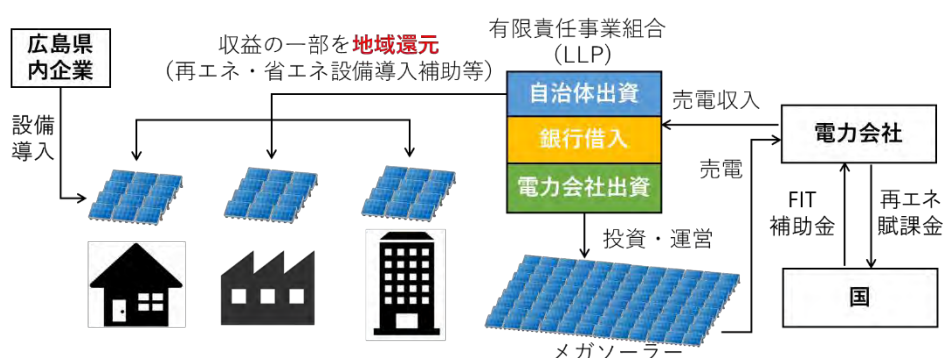 広島県
内企業
設備
導入
収益の一部を地域還元
（再エネ・省エネ設備導入補助等）
有限責任事業組合
(LLP)
自治体出資
銀行借入
電力会社出資
投資・運営
メガソーラー
売電収入
売電
電力会社
FIT
補助金
再エネ
賦課金
国